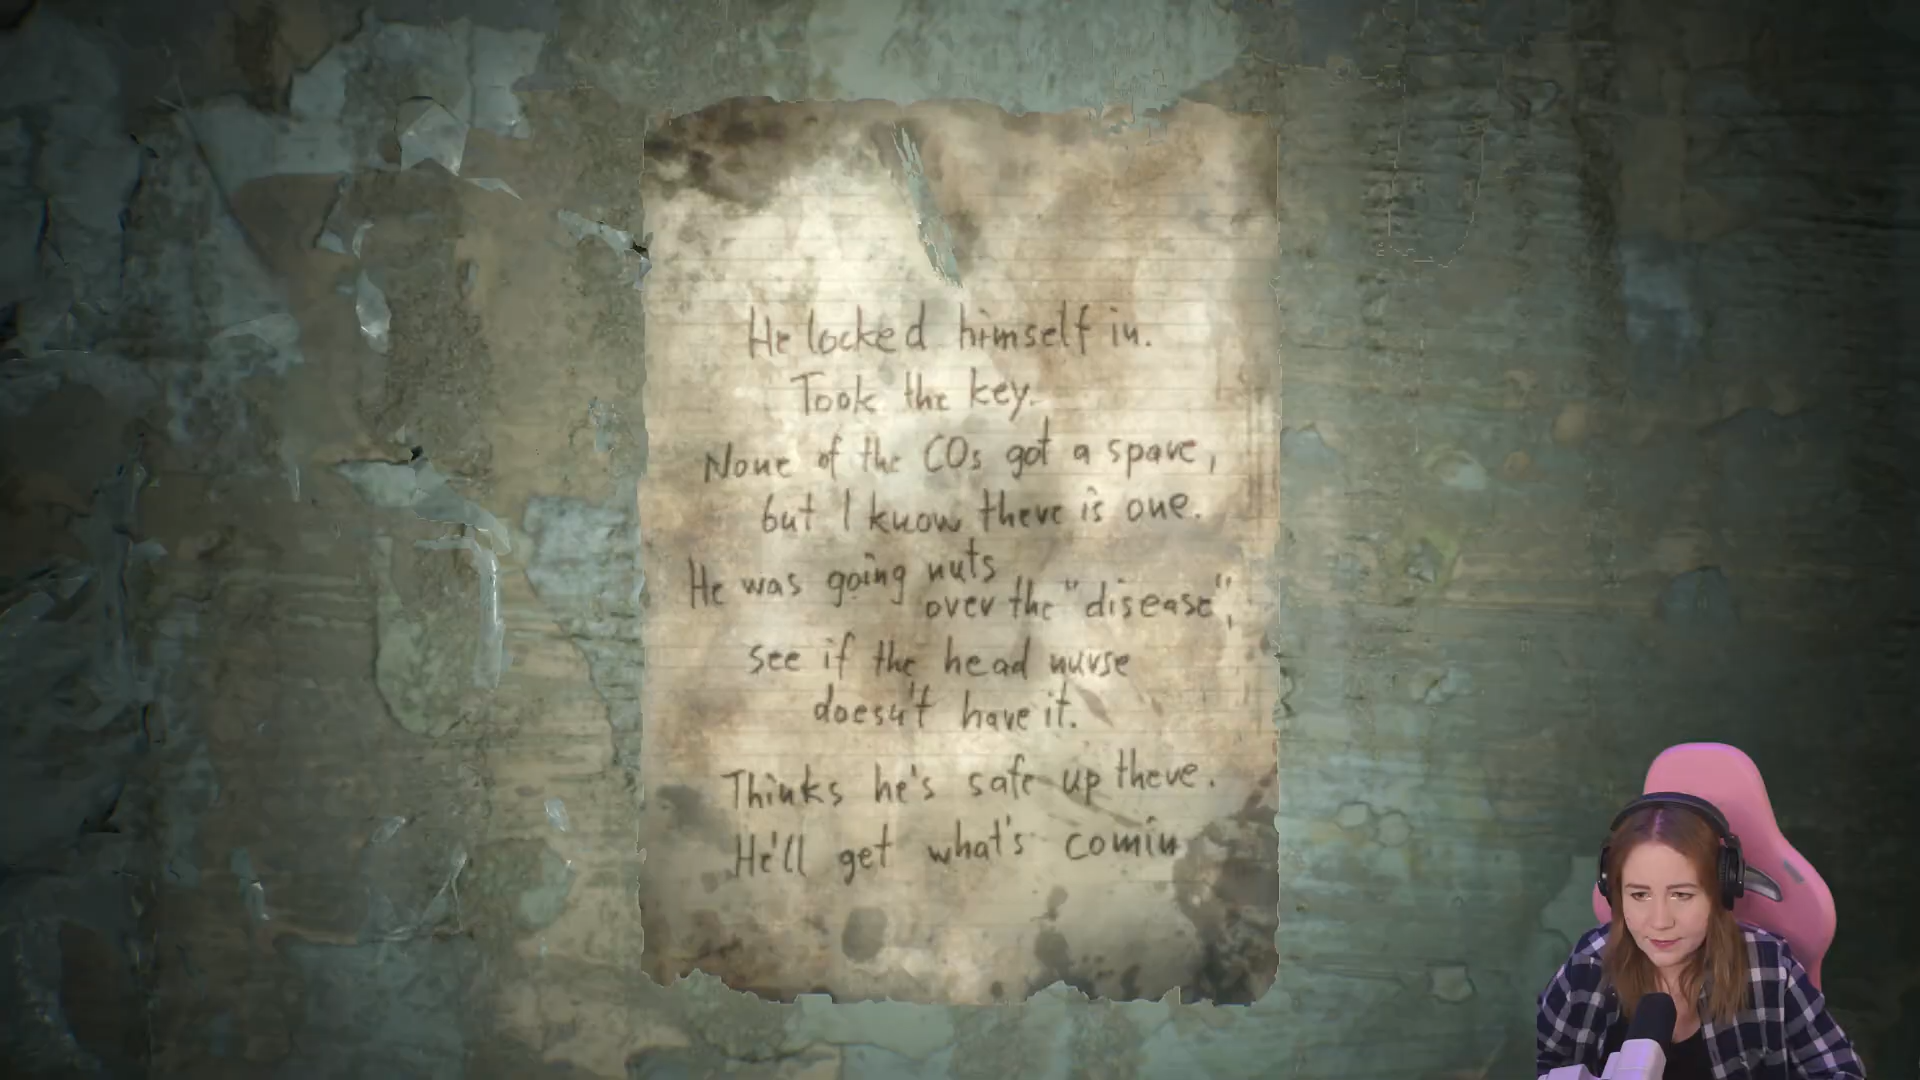 He locked himself in.
Took the key.
None of the COs got a spare,
but I know there is one.
He was going nuts
over the "disease",
see if the head nurse
doesn't have it.
Thinks he's safe up there.
He'll get what's comin